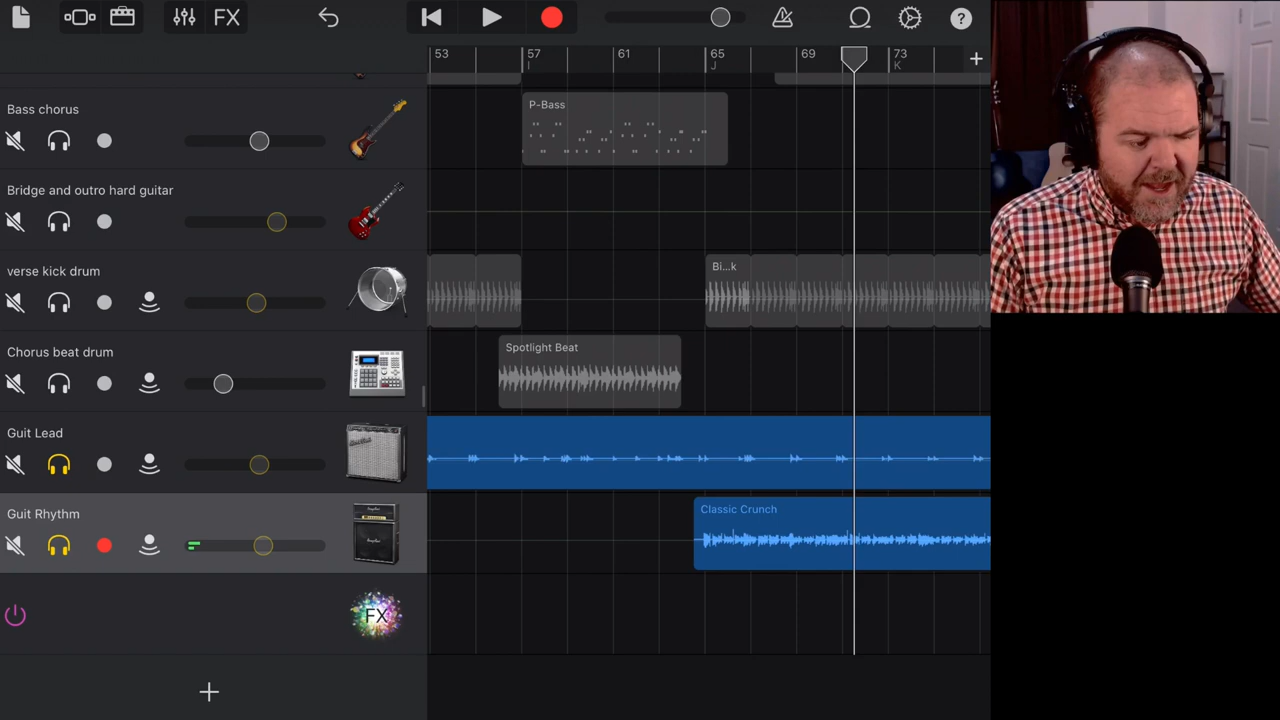 FX
?
53
57
61
65
69
73
I
J
K
+
Bass chorus
P-Bass
Bridge and outro hard guitar
verse kick drum
Bi...k
Chorus beat drum
Spotlight Beat
Guit Lead
Guit Rhythm
Classic Crunch
FX
+